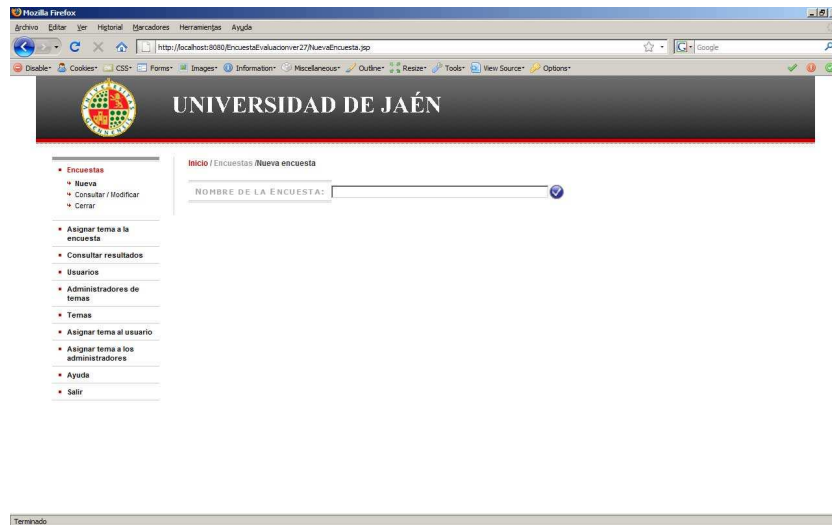 Mozilla Firefox
Archivo Editar Ver Historial Marcadores Herramientas Ayuda
http://localhost:8080/EncuestaEvaluacionver27/NuevaEncuesta.jsp
Google
Disable Cookies CSS Forms Images Information Miscellaneous Outline Resize Tools View Source Options
UNIVERSIDAD DE JAÉN
Inicio / Encuestas /Nueva encuesta
Encuestas
Nueva
Consultar / Modificar
Cerrar
NOMBRE DE LA ENCUESTA:
Asignar tema a la
encuesta
Consultar resultados
Usuarios
Administradores de
temas
Temas
Asignar tema al usuario
Asignar tema a los
administradores
Ayuda
Salir
Terminado